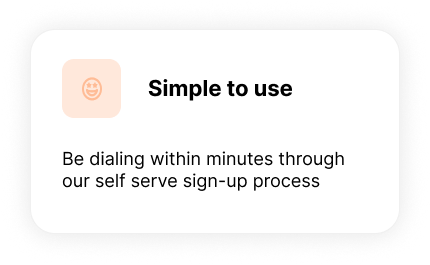 Simple to use
Be dialing within minutes through
our self serve sign-up process